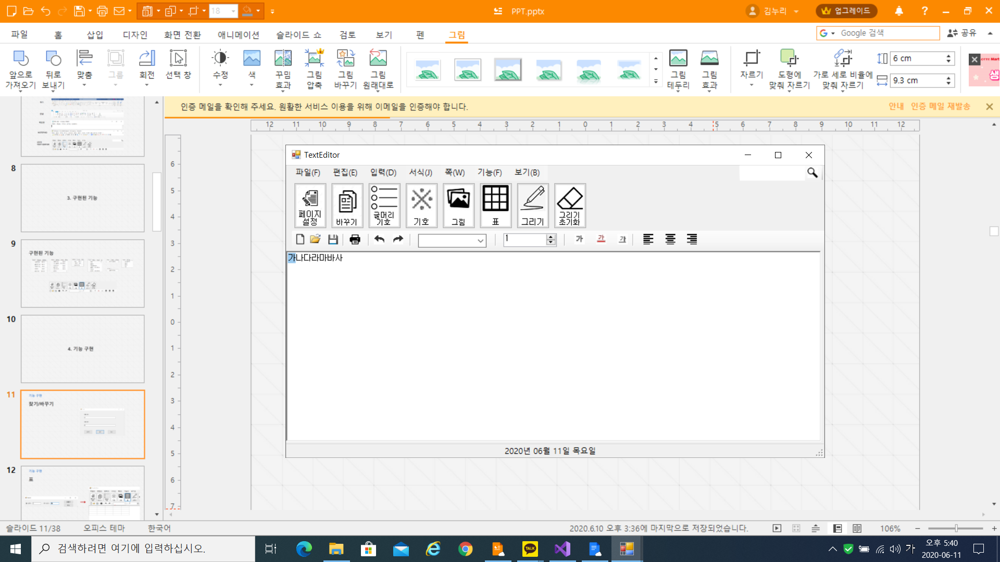 18
PPT.pptx
김누리
업그레이드
파일 홈 삽입 디자인 화면 전환 애니메이션 슬라이드 쇼 검토 보기 펜 그림
Google 검색
공유
앞으로 가져오기
뒤로 보내기
맞춤
그룹
회전
선택 창
수정
색
꾸밈 효과
그림 압축
그림 바꾸기
그림 원래대로
그림 테두리
그림 효과
자르기
도형에 맞춰 자르기
가로 세로 비율에 맞춰 자르기
6 cm
9.3 cm
OTTE Mart
생
인증 메일을 확인해 주세요. 원활한 서비스 이용을 위해 이메일을 인증해야 합니다.
안내 인증 메일 재발송
12 11 10 9 8 7 6 5 4 3 2 1 0 1 2 3 4 5 6 7 8 9 10 11 12
6
5
4
3
2
1
0
1
2
3
4
5
6
7
8
3. 구현된 기능
9
구현된 기능
10
4. 기능 구현
11
기능 구현
찾기/바꾸기
12
기능 구현
표
TextEditor
파일(F) 편집(E) 입력(D) 서식(J) 쪽(W) 기능(F) 보기(B)
페이지 설정
바꾸기
글머리 기호
기호
그림
표
그리기
그리기 초기화
1
가 가 가
가나다라마바사
2020년 06월 11일 목요일
슬라이드 11/38 오피스 테마 한국어
2020.6.10 오후 3:36에 마지막으로 저장되었습니다.
106%
검색하려면 여기에 입력하십시오.
TALK
가
오후 5:40
2020-06-11